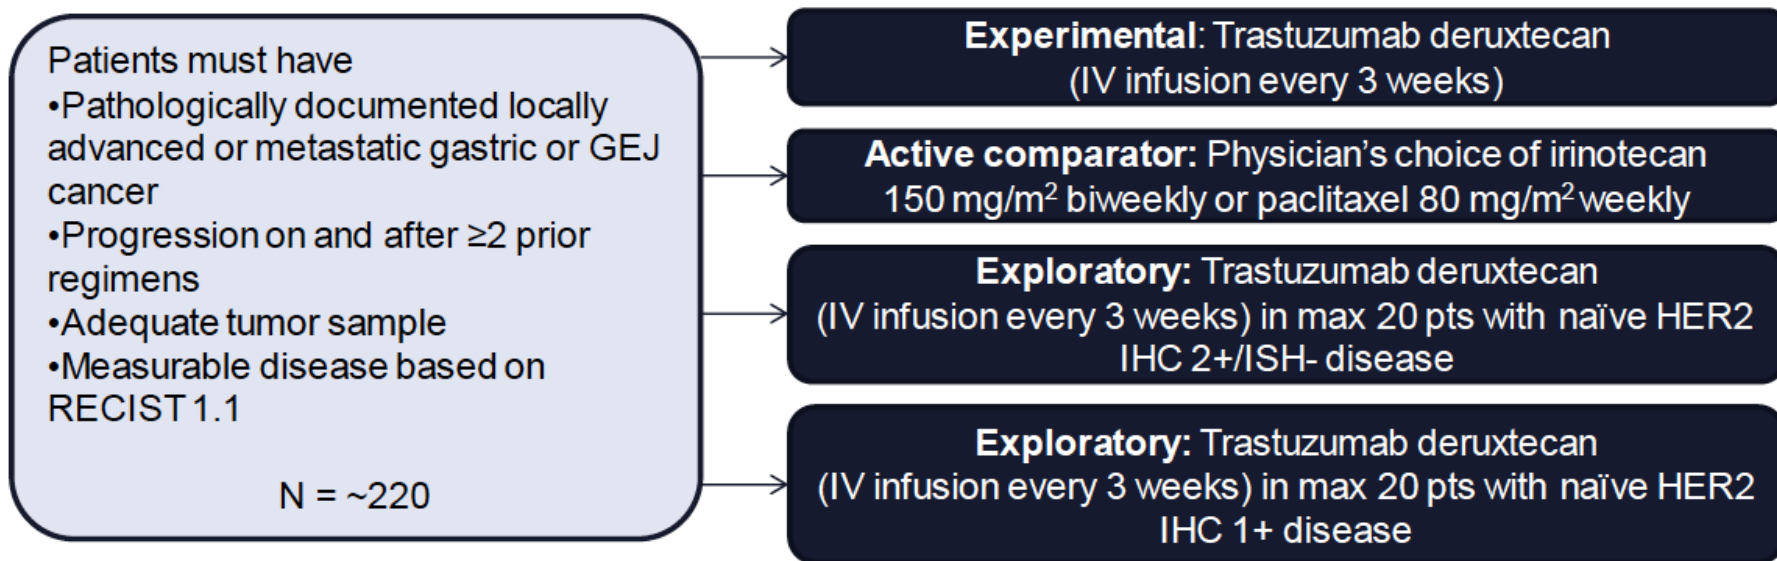 Patients must have
•Pathologically documented locally
advanced or metastatic gastric or GEJ
cancer
•Progression on and after ≥2 prior
regimens
•Adequate tumor sample
•Measurable disease based on
RECIST 1.1
N = ~220
Experimental: Trastuzumab deruxtecan
(IV infusion every 3 weeks)
Active comparator: Physician’s choice of irinotecan
150 mg/m² biweekly or paclitaxel 80 mg/m² weekly
Exploratory: Trastuzumab deruxtecan
(IV infusion every 3 weeks) in max 20 pts with naïve HER2
IHC 2+/ISH- disease
Exploratory: Trastuzumab deruxtecan
(IV infusion every 3 weeks) in max 20 pts with naïve HER2
IHC 1+ disease